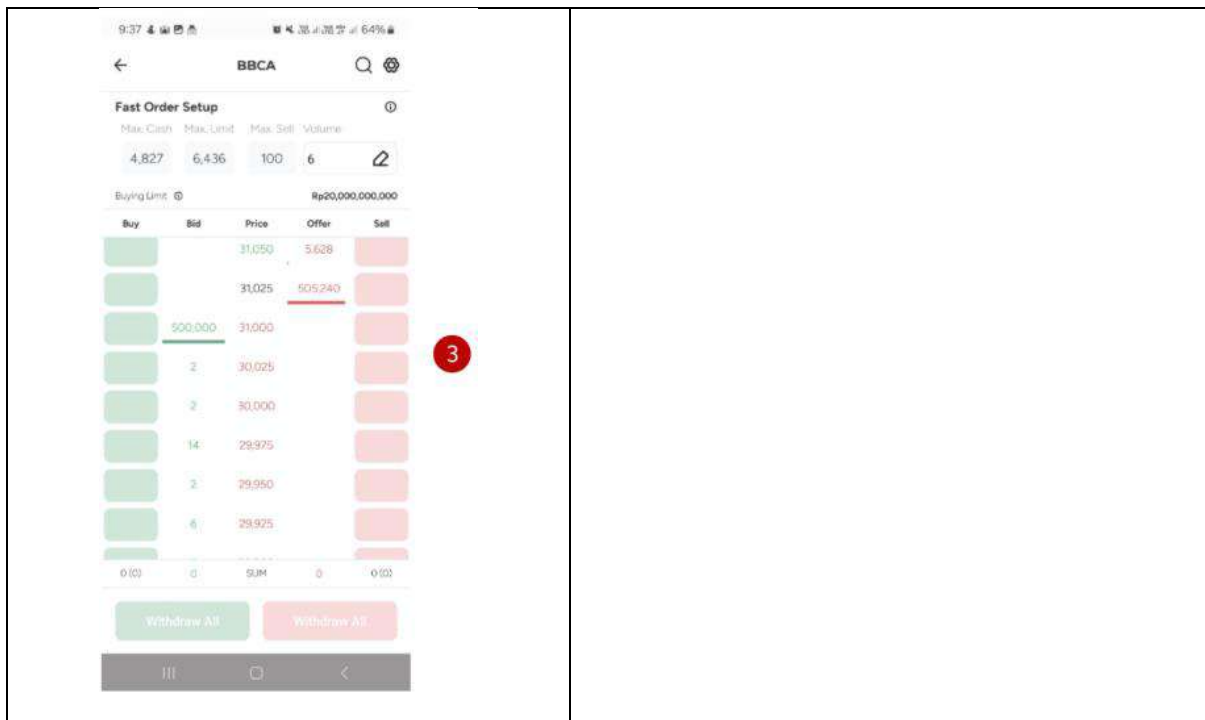 9:37 64%
BBCA
Fast Order Setup
Max. Cash Max. Limit Max. Sell Volume
4,827 6,436 100 6
Buying Limit Rp20,000,000,000
Buy Bid Price Offer Sell
31,050 5,628
31,025 505,240
500,000 31,000
3
2 30,025
2 30,000
14 29,975
2 29,950
6 29,925
0 (0) 0 SUM 0 0 (0)
Withdraw All Withdraw All